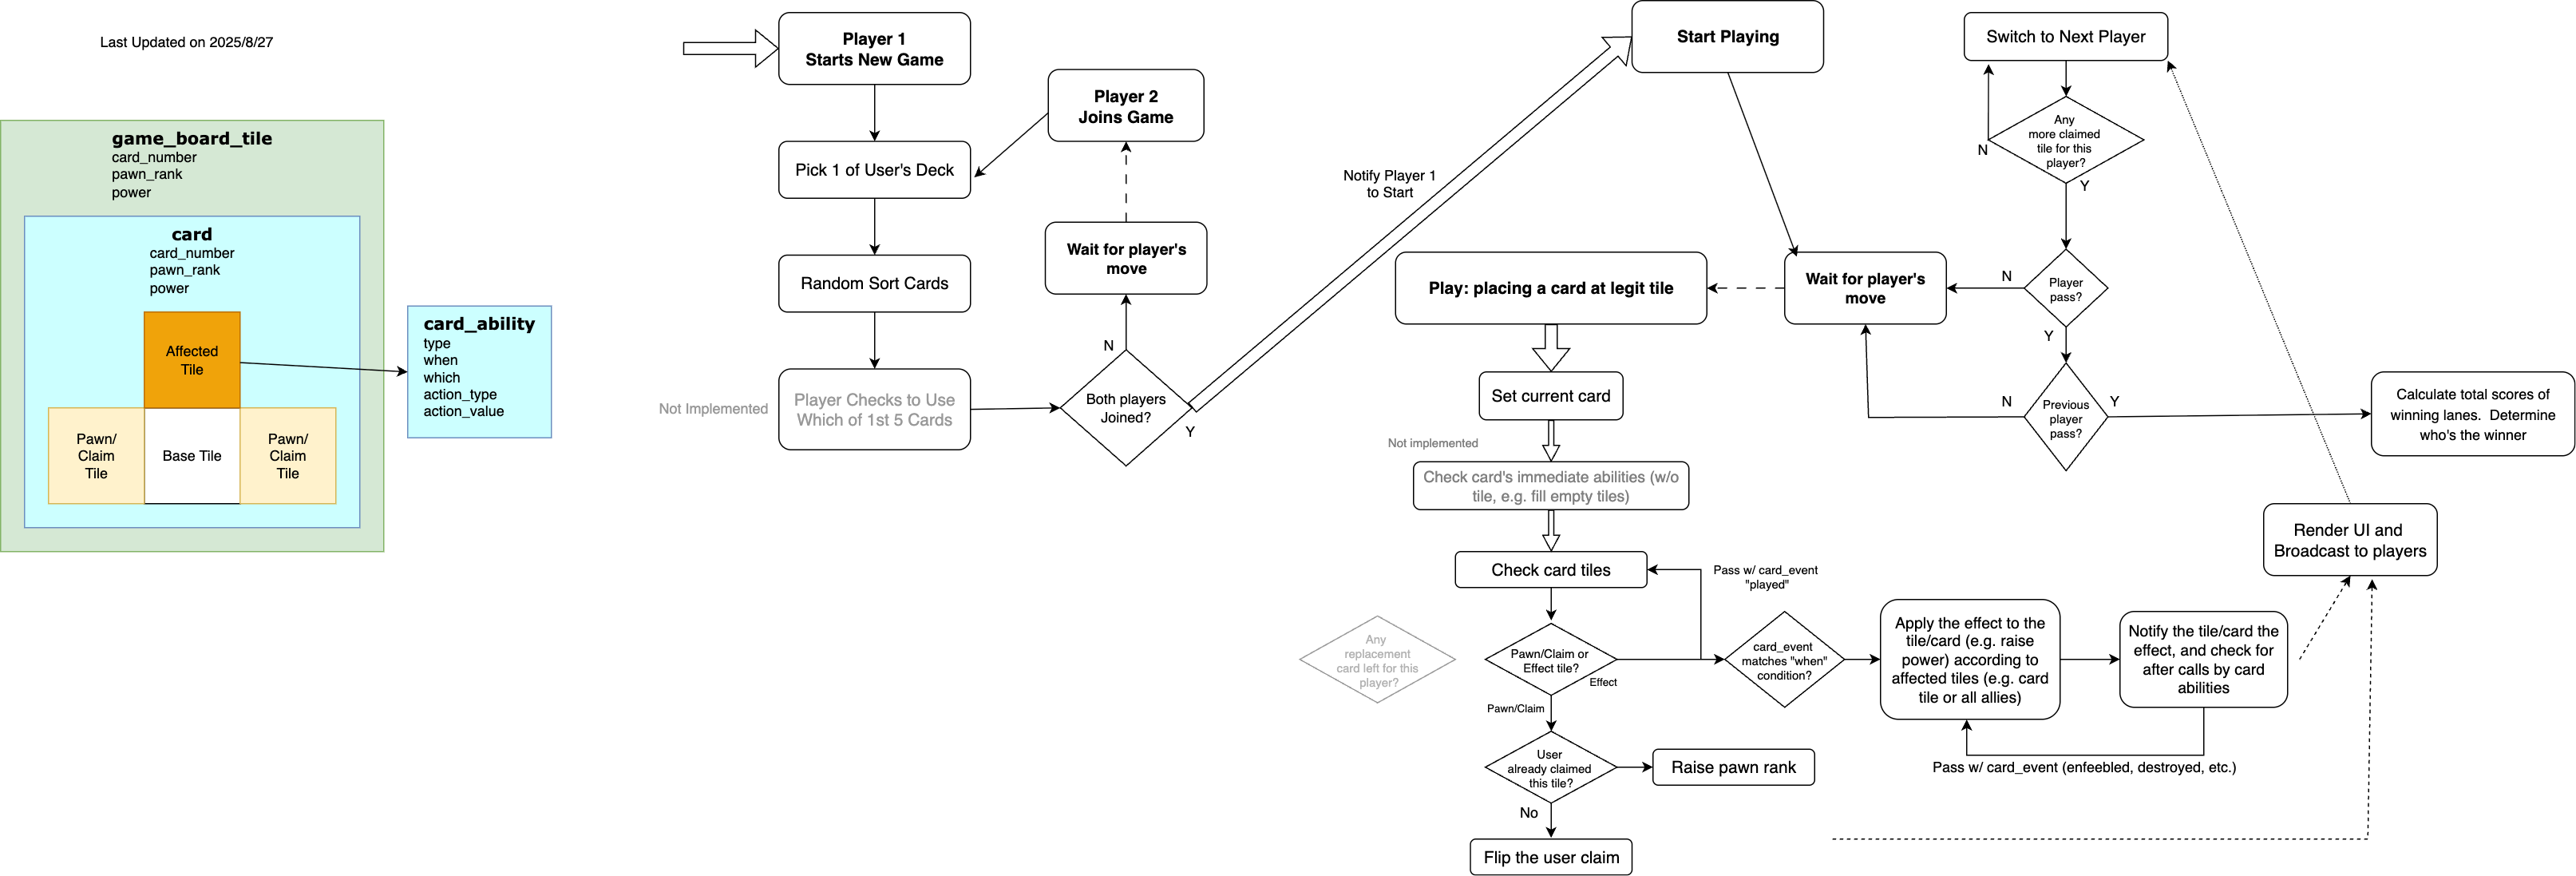 Last Updated on 2025/8/27
game_board_tile
card_number
pawn_rank
power
card
card_number
pawn_rank
power
Affected
Tile
Pawn/
Claim
Tile
Base Tile
Pawn/
Claim
Tile
card_ability
type
when
which
action_type
action_value
Player 1
Starts New Game
Pick 1 of User's Deck
Random Sort Cards
Not Implemented
Player Checks to Use
Which of 1st 5 Cards
Player 2
Joins Game
Wait for player's
move
N
Both players
Joined?
Y
Notify Player 1
to Start
Start Playing
Switch to Next Player
Any
more claimed
tile for this
player?
N
Y
Play: placing a card at legit tile
Wait for player's
move
N
Player
pass?
Y
N
Previous
player
pass?
Y
Calculate total scores of
winning lanes.  Determine
who's the winner
Set current card
Not implemented
Check card's immediate abilities (w/o
tile, e.g. fill empty tiles)
Check card tiles
Pass w/ card_event
"played"
Any
replacement
card left for this
player?
Pawn/Claim or
Effect tile?
Effect
Pawn/Claim
card_event
matches "when"
condition?
Apply the effect to the
tile/card (e.g. raise
power) according to
affected tiles (e.g. card
tile or all allies)
Notify the tile/card the
effect, and check for
after calls by card
abilities
Render UI and
Broadcast to players
Pass w/ card_event (enfeebled, destroyed, etc.)
User
already claimed
this tile?
Raise pawn rank
No
Flip the user claim